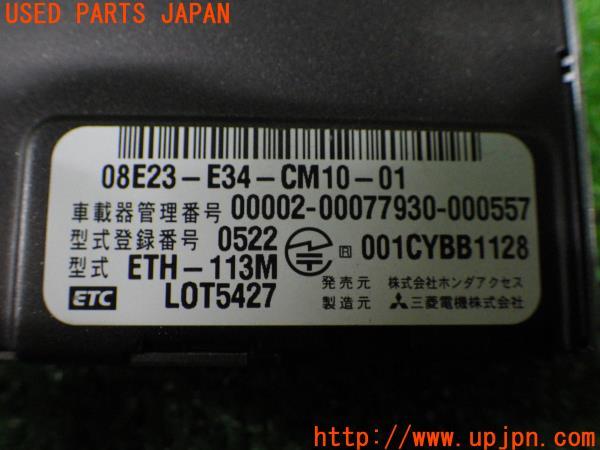 USED PARTS JAPAN
08E23-E34-CM10-01
車載器管理番号 00002-00077930-000557
型式登録番号 0522 R 001CYBB1128
型式 ETH-113M
ETC LOT5427
発売元 株式会社ホンダアクセス
製造元 三菱電機株式会社
http://www.upjpn.com/